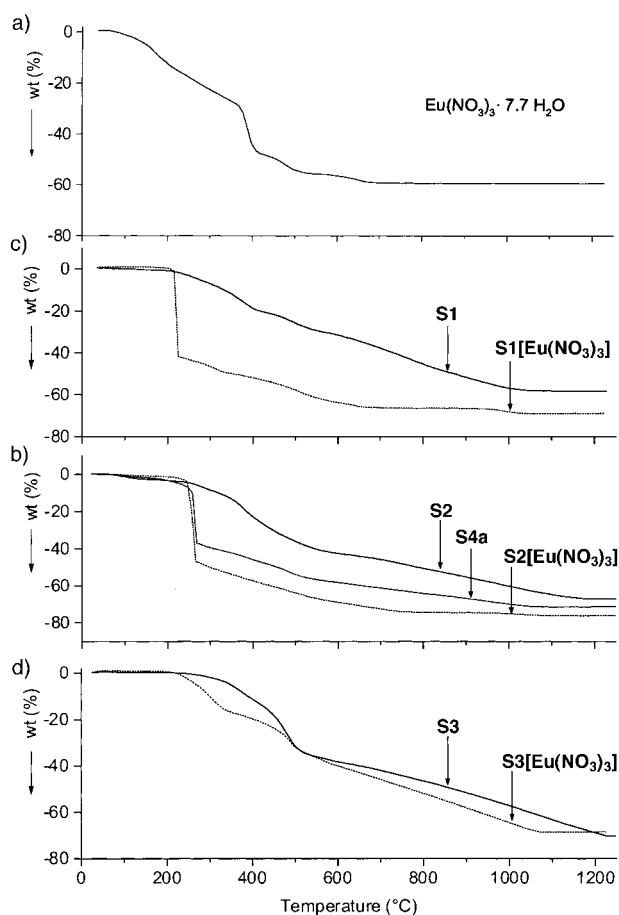 a)
0
-20
-40
-60
-80
wt (%)
Eu(NO₃)₃· 7.7 H₂O
c)
0
-20
-40
-60
-80
wt (%)
S1
S1[Eu(NO₃)₃]
b)
0
-20
-40
-60
-80
wt (%)
S2
S4a
S2[Eu(NO₃)₃]
d)
0
-20
-40
-60
-80
wt (%)
S3
S3[Eu(NO₃)₃]
0 200 400 600 800 1000 1200
Temperature (°C)